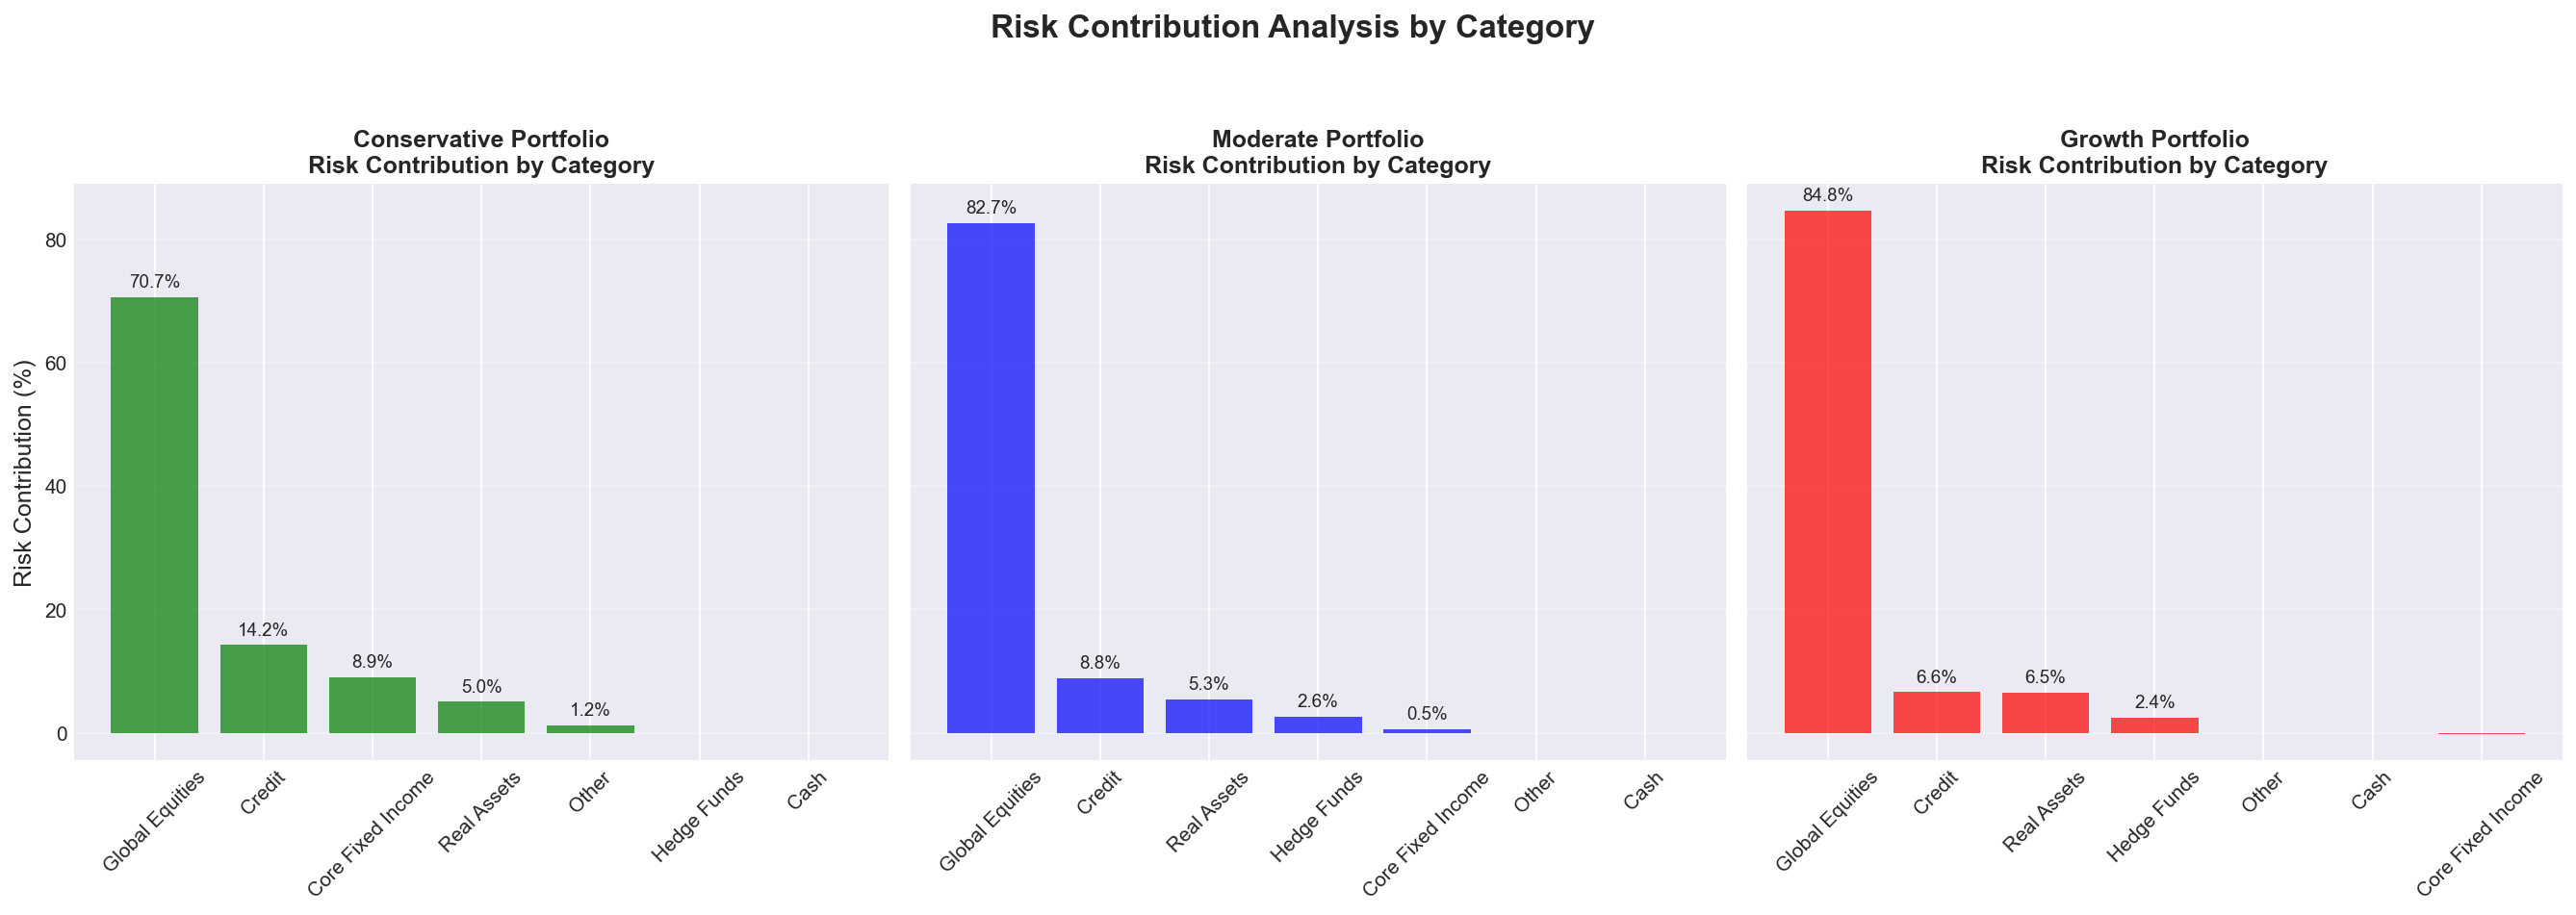 Risk Contribution Analysis by Category
Conservative Portfolio
Risk Contribution by Category
Risk Contribution (%)
80
60
40
20
0
70.7%
14.2%
8.9%
5.0%
1.2%
Global Equities
Credit
Core Fixed Income
Real Assets
Other
Hedge Funds
Cash
Moderate Portfolio
Risk Contribution by Category
82.7%
8.8%
5.3%
2.6%
0.5%
Global Equities
Credit
Real Assets
Hedge Funds
Core Fixed Income
Other
Cash
Growth Portfolio
Risk Contribution by Category
84.8%
6.6%
6.5%
2.4%
Global Equities
Credit
Real Assets
Hedge Funds
Other
Cash
Core Fixed Income